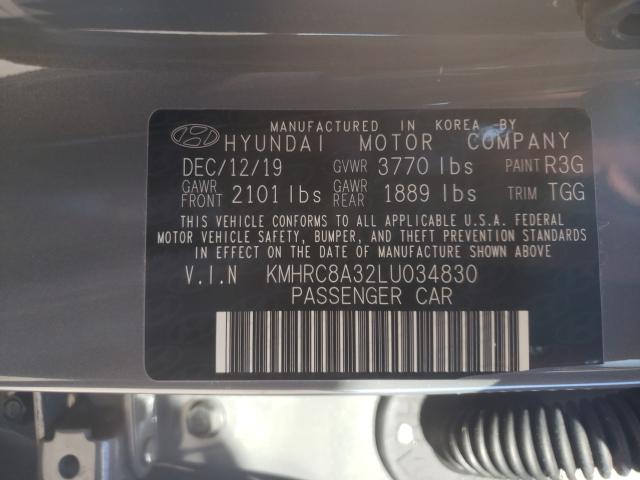 MANUFACTURED IN KOREA BY
HYUNDAI MOTOR COMPANY
DEC/12/19 GVWR 3770 lbs PAINT R3G
GAWR FRONT 2101 lbs GAWR REAR 1889 lbs TRIM TGG
THIS VEHICLE CONFORMS TO ALL APPLICABLE U.S.A. FEDERAL
MOTOR VEHICLE SAFETY, BUMPER, AND THEFT PREVENTION STANDARDS
IN EFFECT ON THE DATE OF MANUFACTURE SHOWN ABOVE
V.I.N KMHRC8A32LU034830
PASSENGER CAR